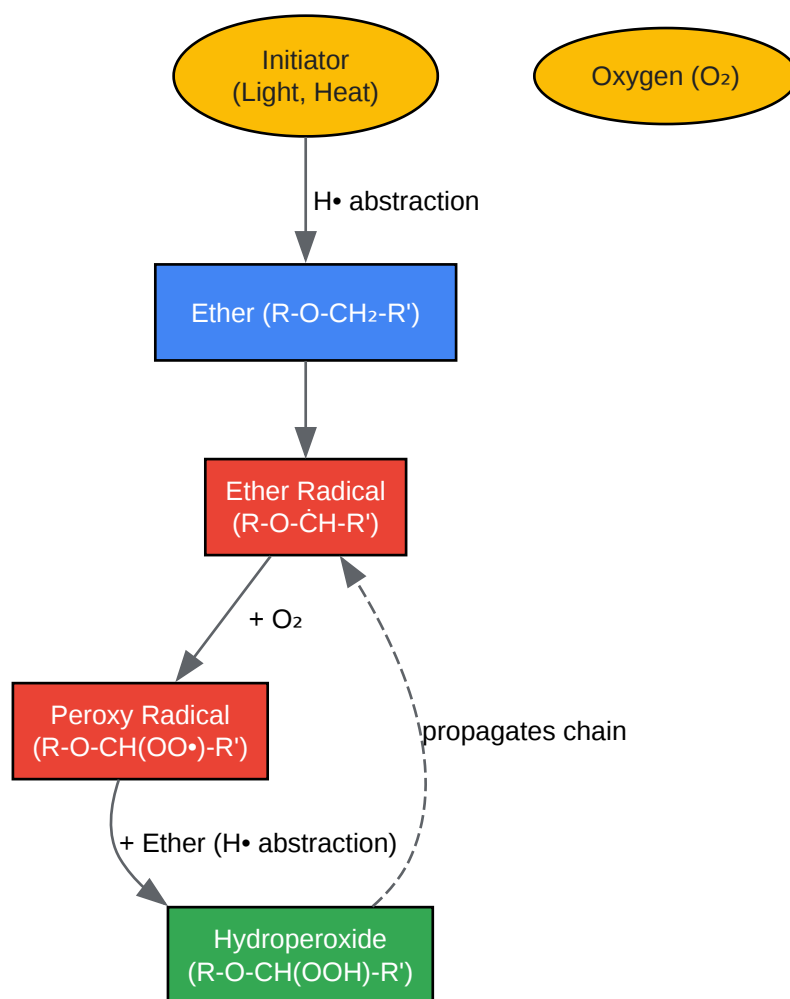 Initiator
(Light, Heat)
Oxygen (O₂)
H• abstraction
Ether (R-O-CH₂-R')
Ether Radical
(R-O-ĊH-R')
+ O₂
Peroxy Radical
(R-O-CH(OO•)-R')
propagates chain
+ Ether (H• abstraction)
Hydroperoxide
(R-O-CH(OOH)-R')